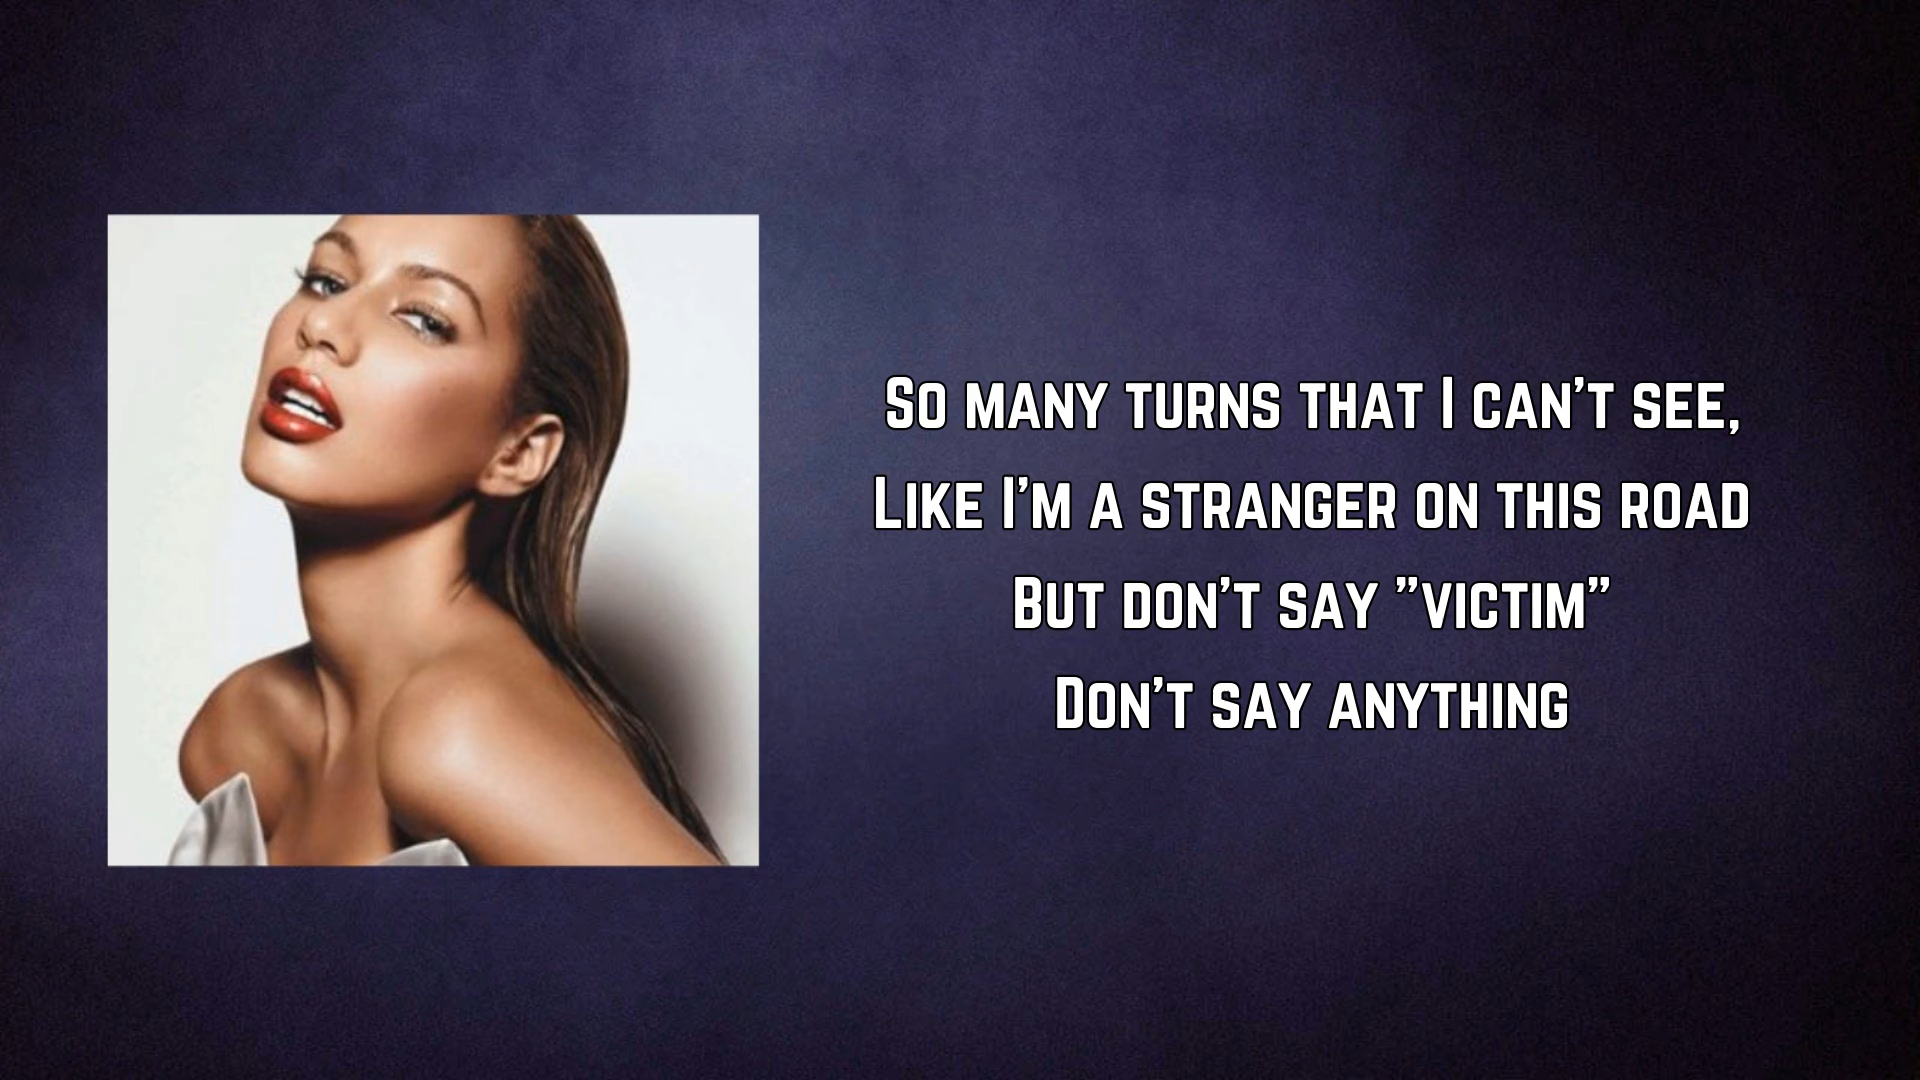 So many turns that I can't see,
Like I'm a stranger on this road
But don't say "victim"
Don't say anything